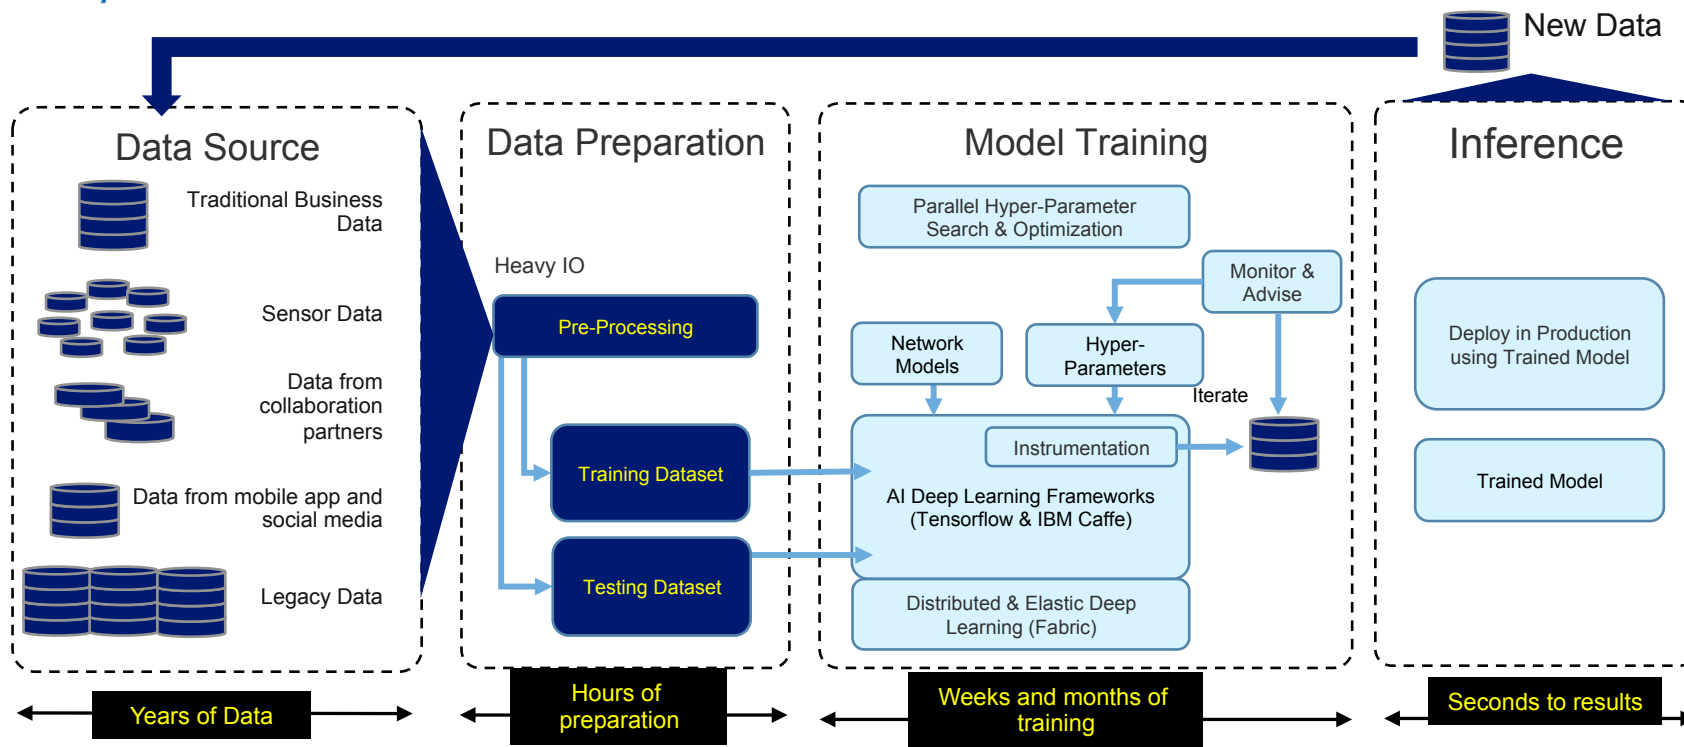 New Data
Data Source
Traditional Business
Data
Sensor Data
Data from
collaboration
partners
Data from mobile app and
social media
Legacy Data
Years of Data
Data Preparation
Heavy IO
Pre-Processing
Training Dataset
Testing Dataset
Hours of
preparation
Model Training
Parallel Hyper-Parameter
Search & Optimization
Monitor &
Advise
Network
Models
Hyper-
Parameters
Iterate
Instrumentation
AI Deep Learning Frameworks
(Tensorflow & IBM Caffe)
Distributed & Elastic Deep
Learning (Fabric)
Weeks and months of
training
Inference
Deploy in Production
using Trained Model
Trained Model
Seconds to results